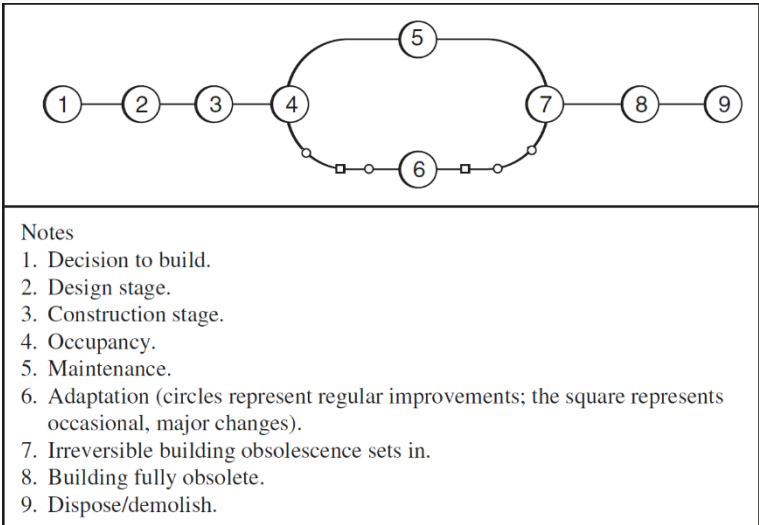 5
1 2 3 4 7 8 9
6
Notes
1. Decision to build.
2. Design stage.
3. Construction stage.
4. Occupancy.
5. Maintenance.
6. Adaptation (circles represent regular improvements; the square represents
occasional, major changes).
7. Irreversible building obsolescence sets in.
8. Building fully obsolete.
9. Dispose/demolish.